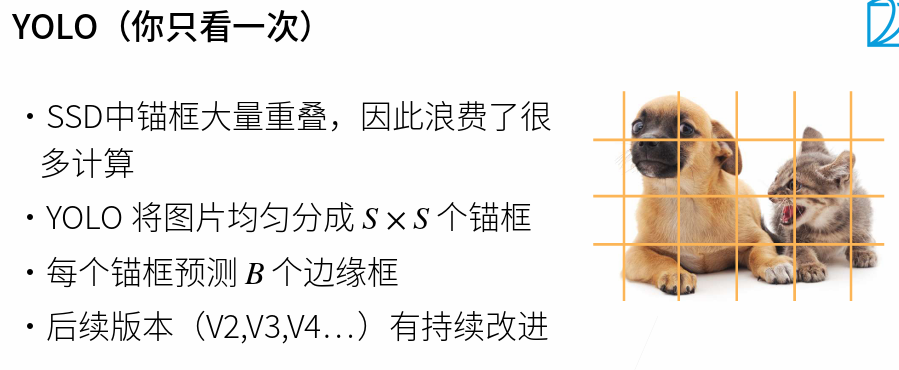 YOLO（你只看一次）
• SSD中锚框大量重叠，因此浪费了很
多计算
• YOLO 将图片均匀分成 S × S 个锚框
• 每个锚框预测 B 个边缘框
• 后续版本（V2,V3,V4…）有持续改进